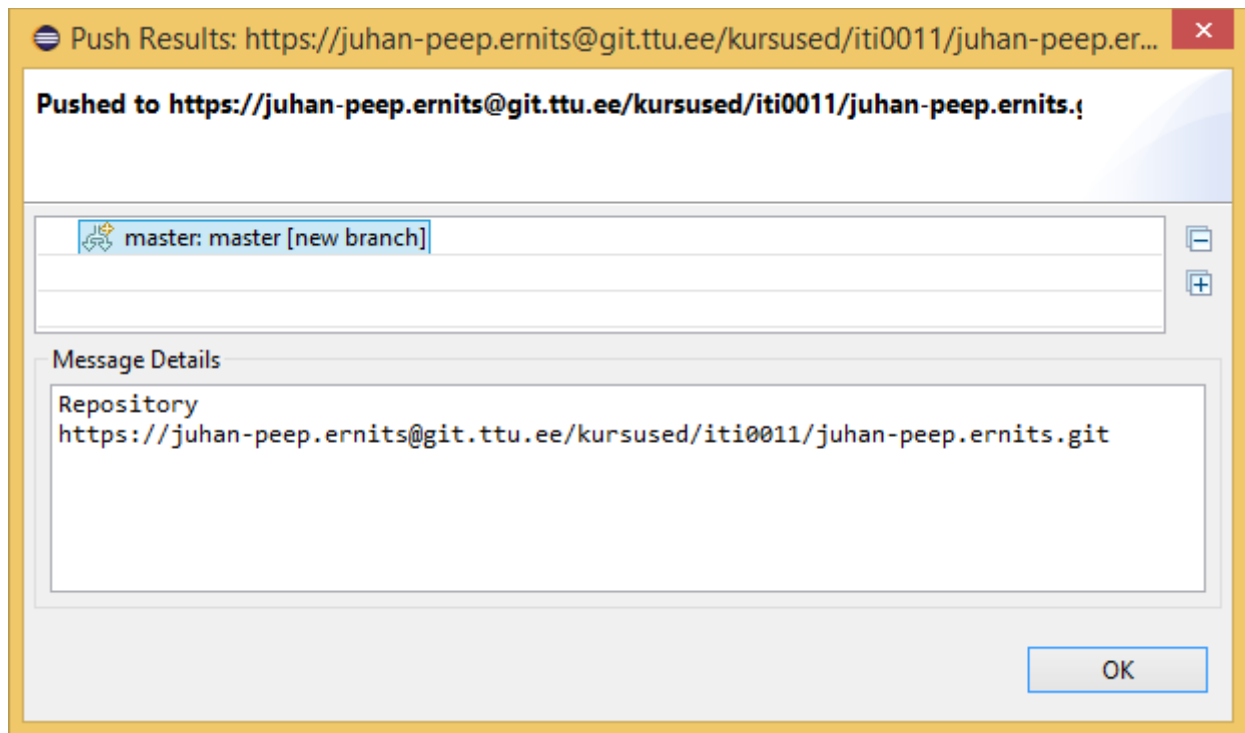 Push Results: https://juhan-peep.ernits@git.ttu.ee/kursused/iti0011/juhan-peep.er...
Pushed to https://juhan-peep.ernits@git.ttu.ee/kursused/iti0011/juhan-peep.ernits.g
master: master [new branch]
Message Details
Repository
https://juhan-peep.ernits@git.ttu.ee/kursused/iti0011/juhan-peep.ernits.git
OK